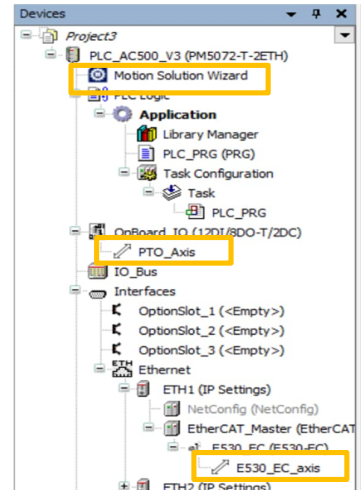 Devices
Project3
PLC_AC500_V3 (PM5072-T-2ETH)
Motion Solution Wizard
PLC Logic
Application
Library Manager
PLC_PRG (PRG)
Task Configuration
Task
PLC_PRG
OnBoard_IO (12DI/8DO-T/2DC)
PTO_Axis
IO_Bus
Interfaces
OptionSlot_1 (<Empty>)
OptionSlot_2 (<Empty>)
OptionSlot_3 (<Empty>)
ETH Ethernet
ETH1 (IP Settings)
NetConfig (NetConfig)
EtherCAT_Master (EtherCAT
E530_EC (E530-EC)
E530_EC_axis
ETH2 (IP Settings)